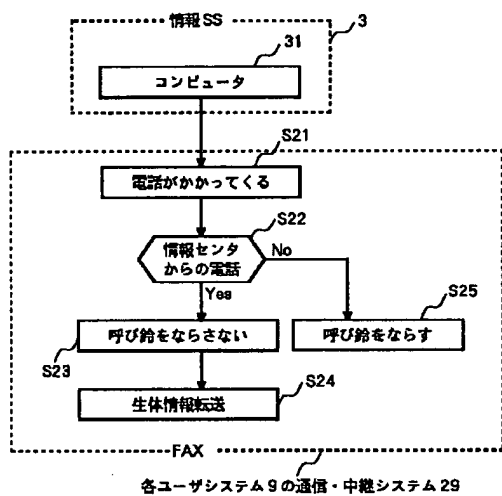 情報SS
3
31
コンピュータ
S21
電話がかかってくる
S22
情報センタ
からの電話
No
Yes
S25
呼び鈴をならさない
呼び鈴をならす
S23
S24
生体情報転送
FAX
各ユーザシステム9の通信・中継システム29